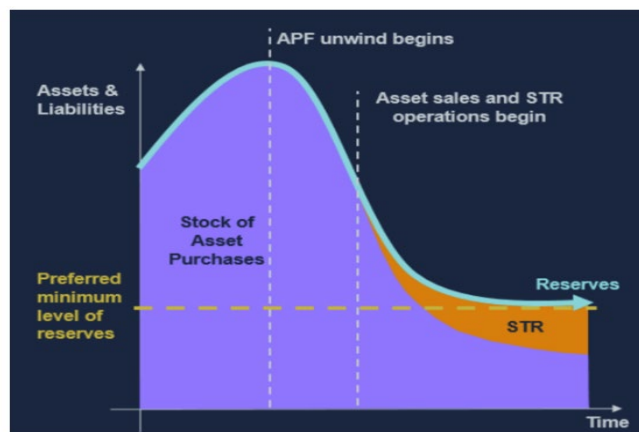 APF unwind begins
Assets &
Liabilities
Asset sales and STR
operations begin
Stock of
Asset
Purchases
Preferred
minimum
level of
reserves
Reserves
STR
Time